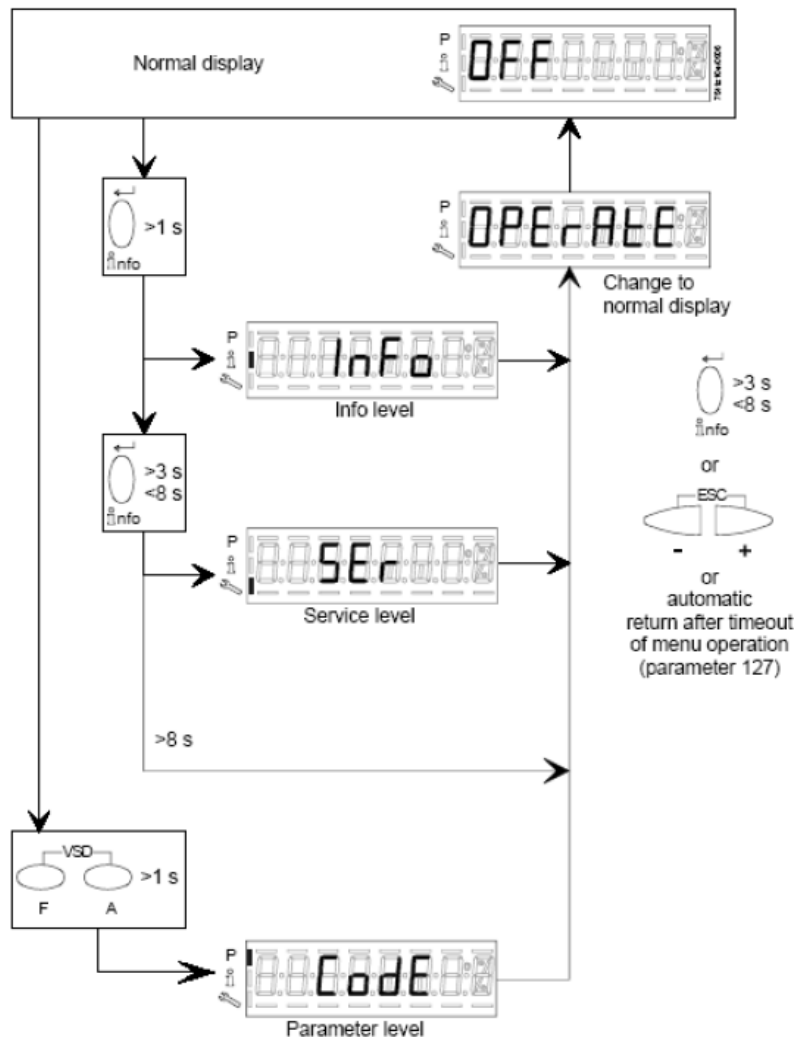 Normal display
P
OFF
>1 s
info
P
OPErAtE
Change to
normal display
P
InFo
Info level
>3 s
<8 s
info
>3 s
<8 s
info
or
ESC
- +
or
automatic
return after timeout
of menu operation
(parameter 127)
P
SEr
Service level
>8 s
VSD
>1 s
F A
P
CodE
Parameter level